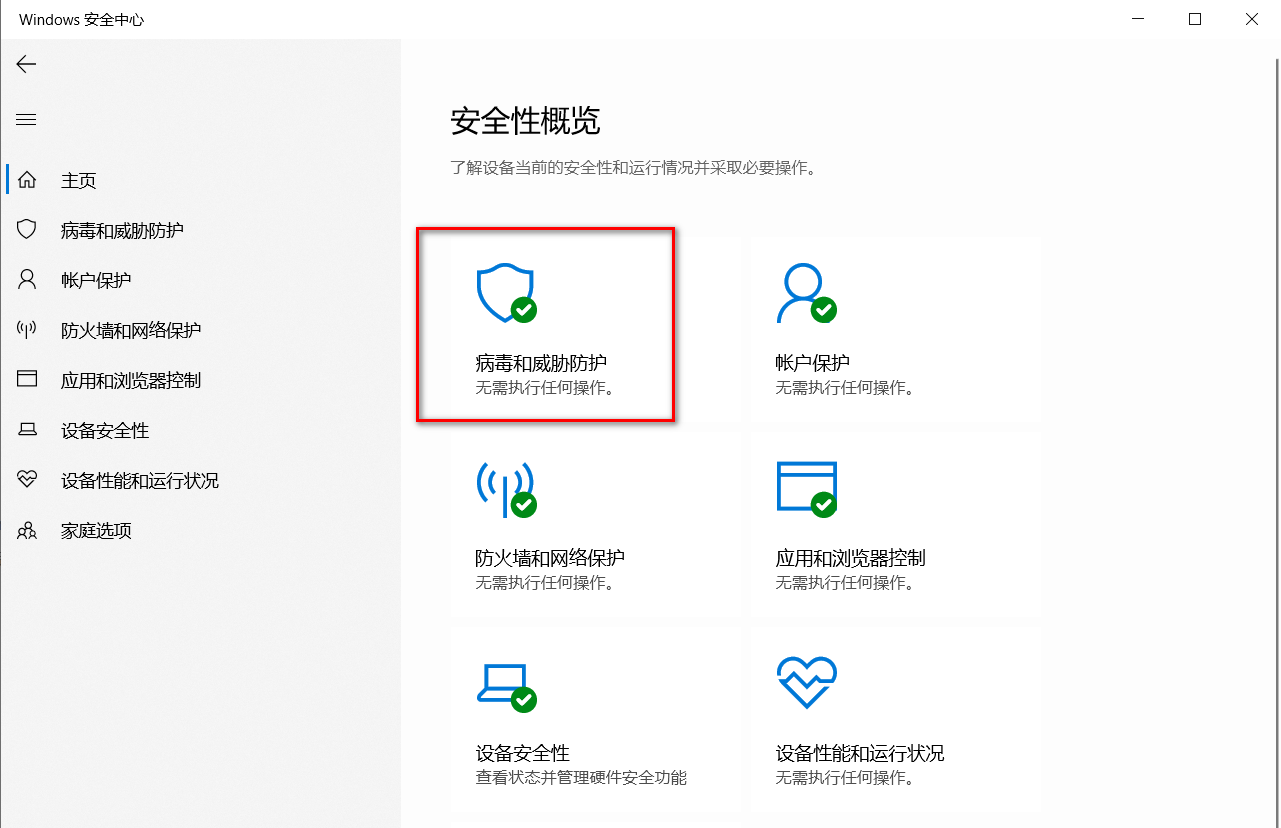 Windows 安全中心
主页
病毒和威胁防护
帐户保护
防火墙和网络保护
应用和浏览器控制
设备安全性
设备性能和运行状况
家庭选项
安全性概览
了解设备当前的安全性和运行情况并采取必要操作。
病毒和威胁防护
无需执行任何操作。
帐户保护
无需执行任何操作。
防火墙和网络保护
无需执行任何操作。
应用和浏览器控制
无需执行任何操作。
设备安全性
查看状态并管理硬件安全功能
设备性能和运行状况
无需执行任何操作。